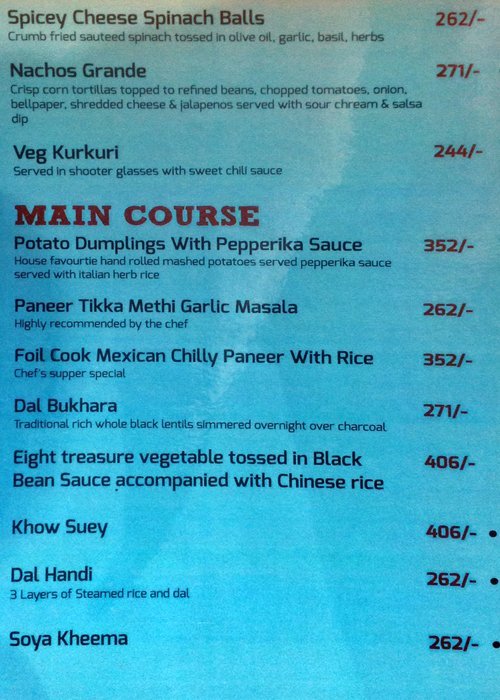 Spicey Cheese Spinach Balls 262/-
Crumb fried sauteed spinach tossed in olive oil, garlic, basil, herbs
Nachos Grande 271/-
Crisp corn tortillas topped to refined beans, chopped tomatoes, onion,
bellpaper, shredded cheese & jalapenos served with sour chream & salsa
dip
Veg Kurkuri 244/-
Served in shooter glasses with sweet chili sauce
MAIN COURSE
Potato Dumplings With Pepperika Sauce 352/-
House favourtie hand rolled mashed potatoes served pepperika sauce
served with italian herb rice
Paneer Tikka Methi Garlic Masala 262/-
Highly recommended by the chef
Foil Cook Mexican Chilly Paneer With Rice 352/-
Chef's supper special
Dal Bukhara 271/-
Traditional rich whole black lentils simmered overnight over charcoal
Eight treasure vegetable tossed in Black 406/-
Bean Sauce accompanied with Chinese rice
Khow Suey 406/- •
Dal Handi 262/- •
3 Layers of Steamed rice and dal
Soya Kheema 262/- •